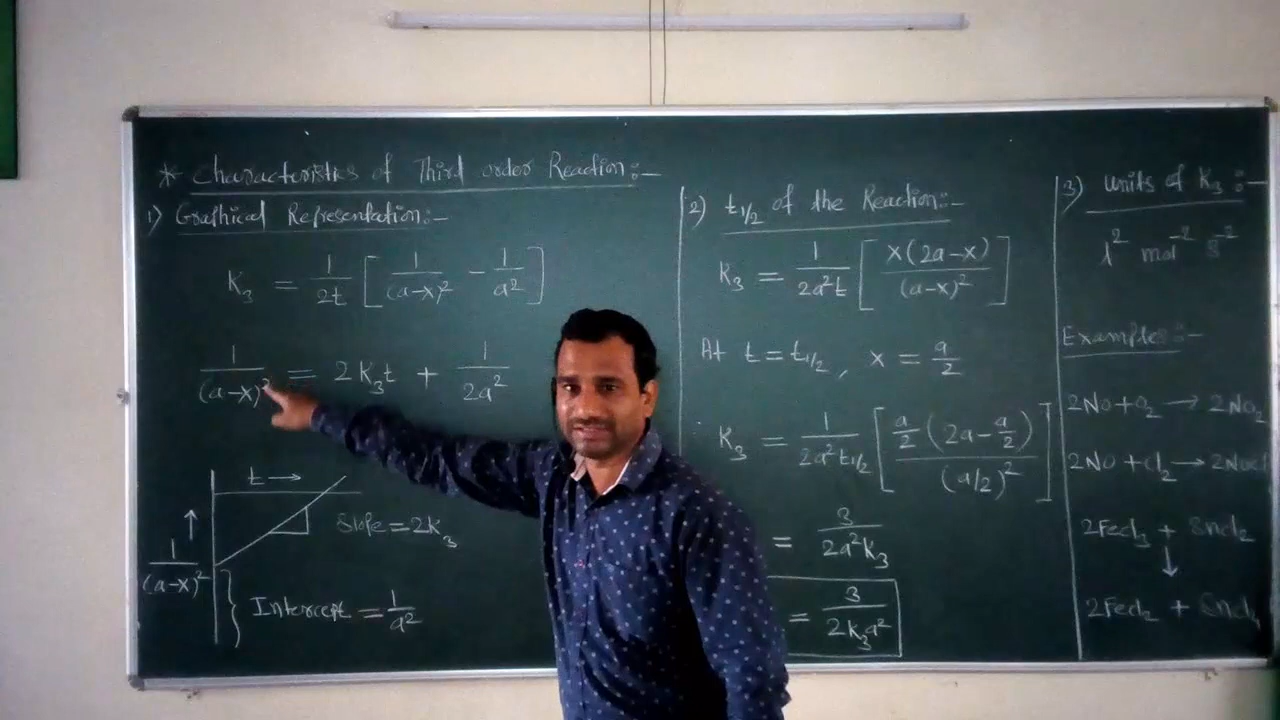 * Characteristics of Third order Reaction:-
1) Graphical Representation:-
K₃ = 1/2t [1/(a-x)² - 1/a²]
1/(a-x)² = 2K₃t + 1/2a²
t →
↑
1/(a-x)²
Slope = 2K₃
Intercept = 1/a²
2) t1/2 of the Reaction:-
K₃ = 1/2a²t [x(2a-x)/(a-x)²]
At t = t1/2, x = a/2
K₃ = 1/2a²t1/2 [a/2 (2a - a/2)/(a/2)²]
= 3/2a²K₃
= 3/2K₃a²
3) Units of K₃:-
l² mol⁻² s⁻²
Examples:-
2NO + O₂ → 2NO₂
2NO + Cl₂ → 2NOCl
2FeCl₃ + SnCl₂
↓
2FeCl₂ + SnCl₄